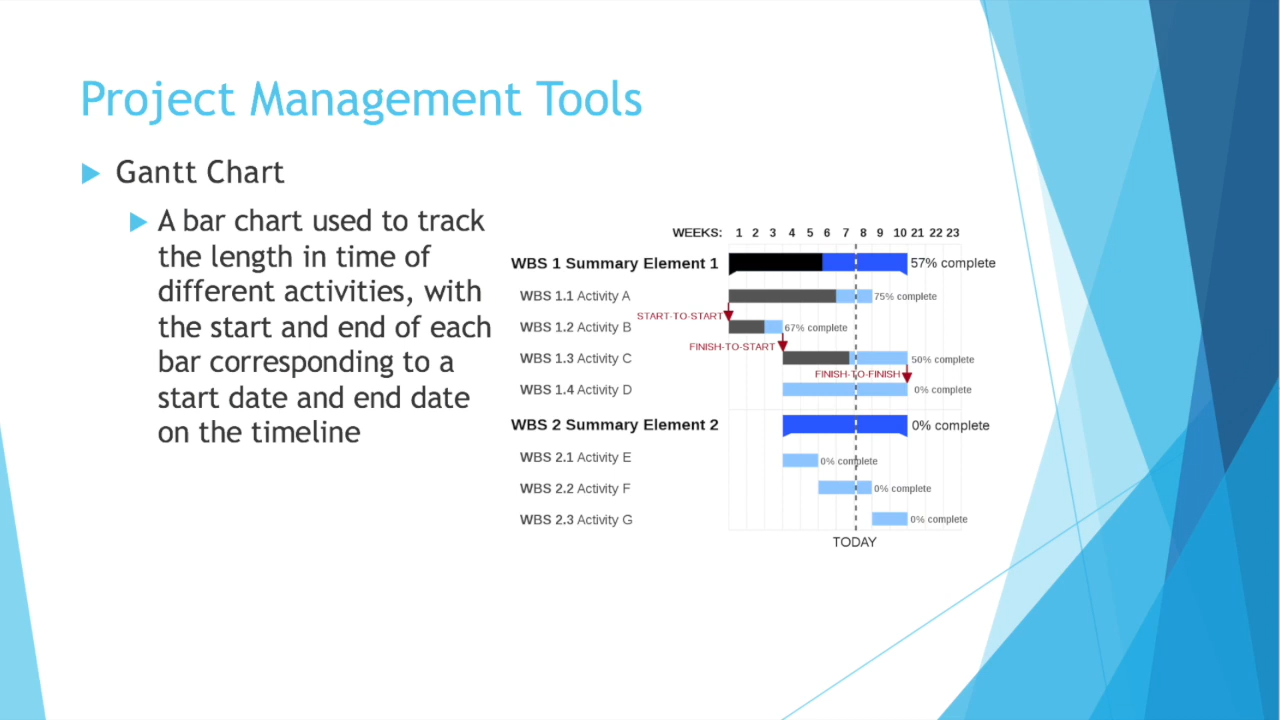 Project Management Tools
Gantt Chart
A bar chart used to track
the length in time of
different activities, with
the start and end of each
bar corresponding to a
start date and end date
on the timeline
WEEKS: 1 2 3 4 5 6 7 8 9 10 21 22 23
WBS 1 Summary Element 1 57% complete
WBS 1.1 Activity A 75% complete
START-TO-START
WBS 1.2 Activity B 67% complete
FINISH-TO-START
WBS 1.3 Activity C 50% complete
FINISH-TO-FINISH
WBS 1.4 Activity D 0% complete
WBS 2 Summary Element 2 0% complete
WBS 2.1 Activity E 0% complete
WBS 2.2 Activity F 0% complete
WBS 2.3 Activity G 0% complete
TODAY